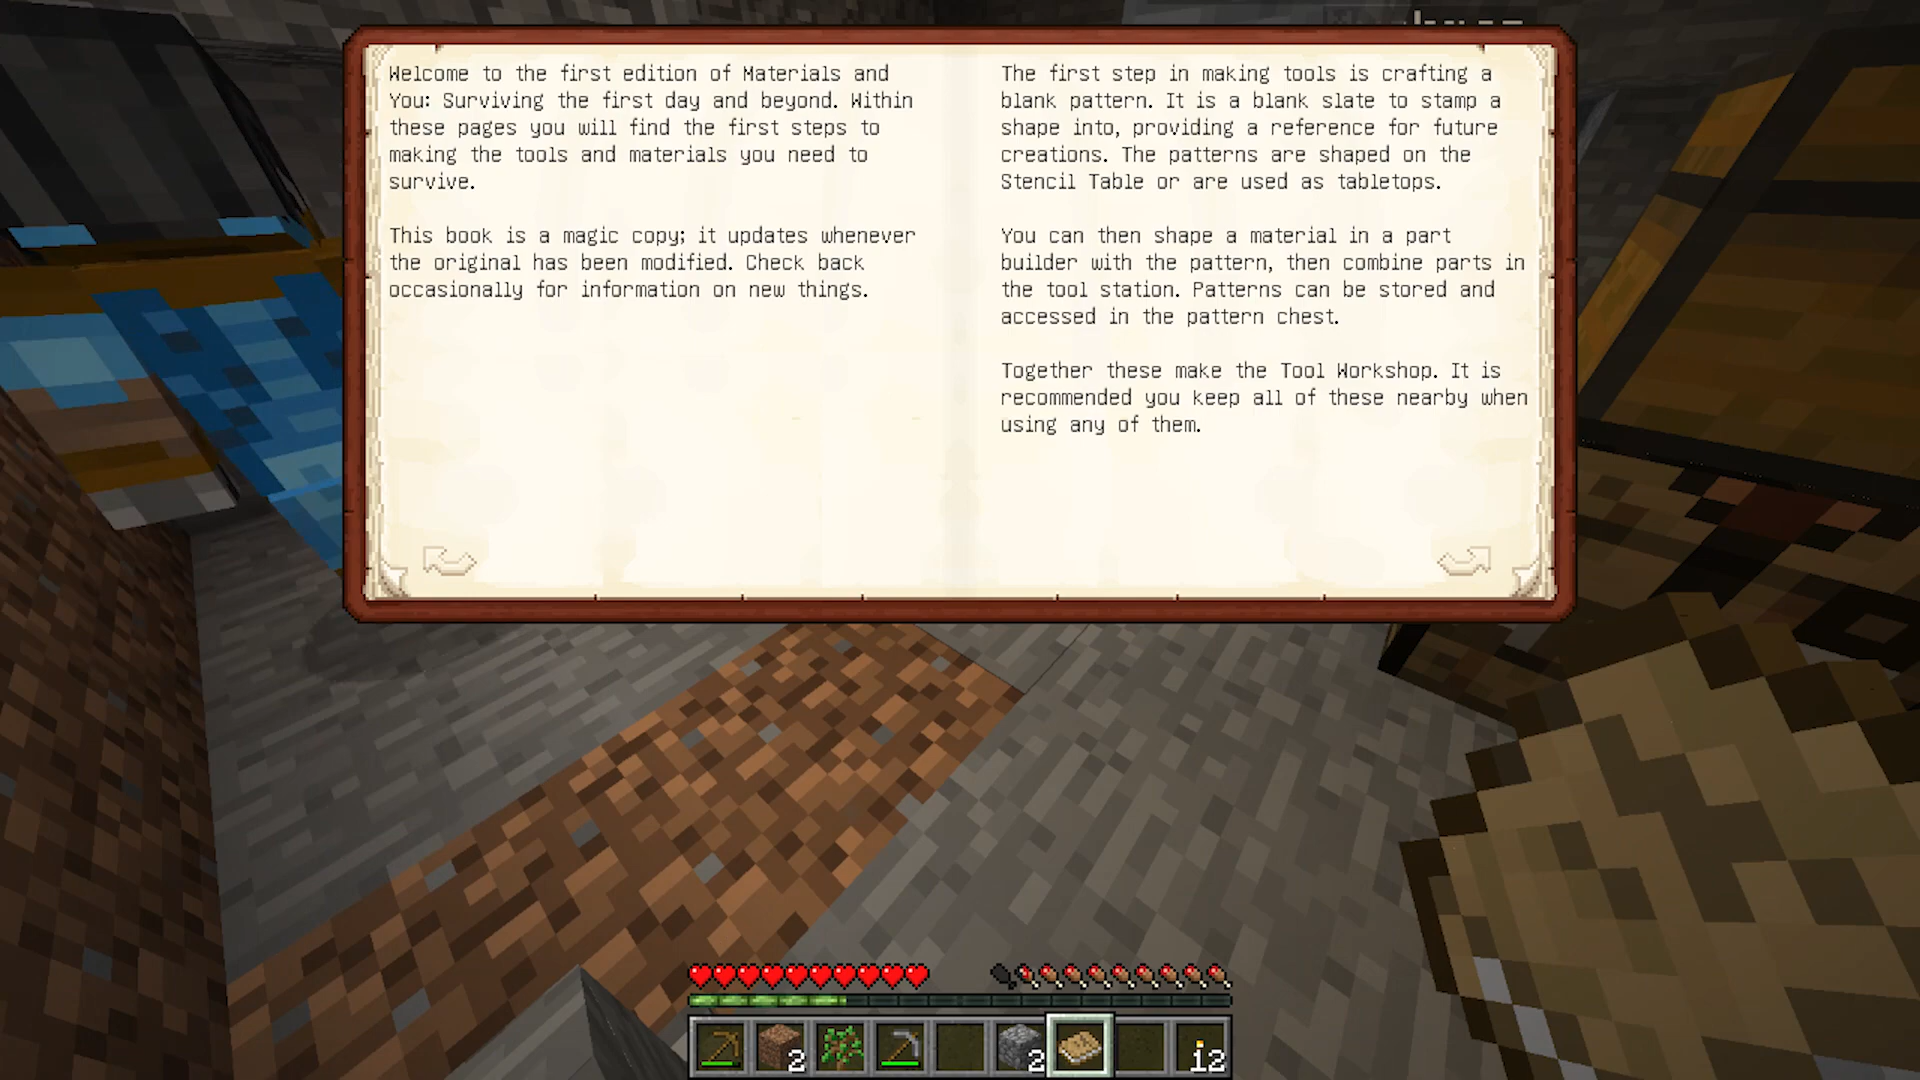 Welcome to the first edition of Materials and
You: Surviving the first day and beyond. Within
these pages you will find the first steps to
making the tools and materials you need to
survive.
This book is a magic copy; it updates whenever
the original has been modified. Check back
occasionally for information on new things.
The first step in making tools is crafting a
blank pattern. It is a blank slate to stamp a
shape into, providing a reference for future
creations. The patterns are shaped on the
Stencil Table or are used as tabletops.
You can then shape a material in a part
builder with the pattern, then combine parts in
the tool station. Patterns can be stored and
accessed in the pattern chest.
Together these make the Tool Workshop. It is
recommended you keep all of these nearby when
using any of them.
2
2
12